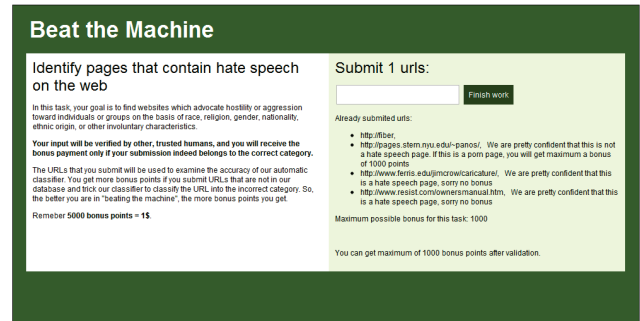 Beat the Machine
Identify pages that contain hate speech
on the web
In this task, your goal is to find websites which advocate hostility or aggression
toward individuals or groups on the basis of race, religion, gender, nationality,
ethnic origin, or other involuntary characteristics.
Your input will be verified by other, trusted humans, and you will receive the
bonus payment only if your submission indeed belongs to the correct category.
The URLs that you submit will be used to examine the accuracy of our automatic
classifier. You get more bonus points if you submit URLs that are not in our
database and trick our classifier to classify the URL into the incorrect category. So,
the better you are in "beating the machine", the more bonus points you get.
Remeber 5000 bonus points = 1$.
Submit 1 urls:
Finish work
Already submited urls:
• http://fiber,
• http://pages.stern.nyu.edu/~panos/, We are pretty confident that this is not
a hate speech page. If this is a porn page, you will get maximum a bonus
of 1000 points
• http://www.ferris.edu/jimcrow/caricature/, We are pretty confident that this
is a hate speech page, sorry no bonus
• http://www.resist.com/ownersmanual.htm, We are pretty confident that this
is a hate speech page, sorry no bonus
Maximum possible bonus for this task: 1000
You can get maximum of 1000 bonus points after validation.